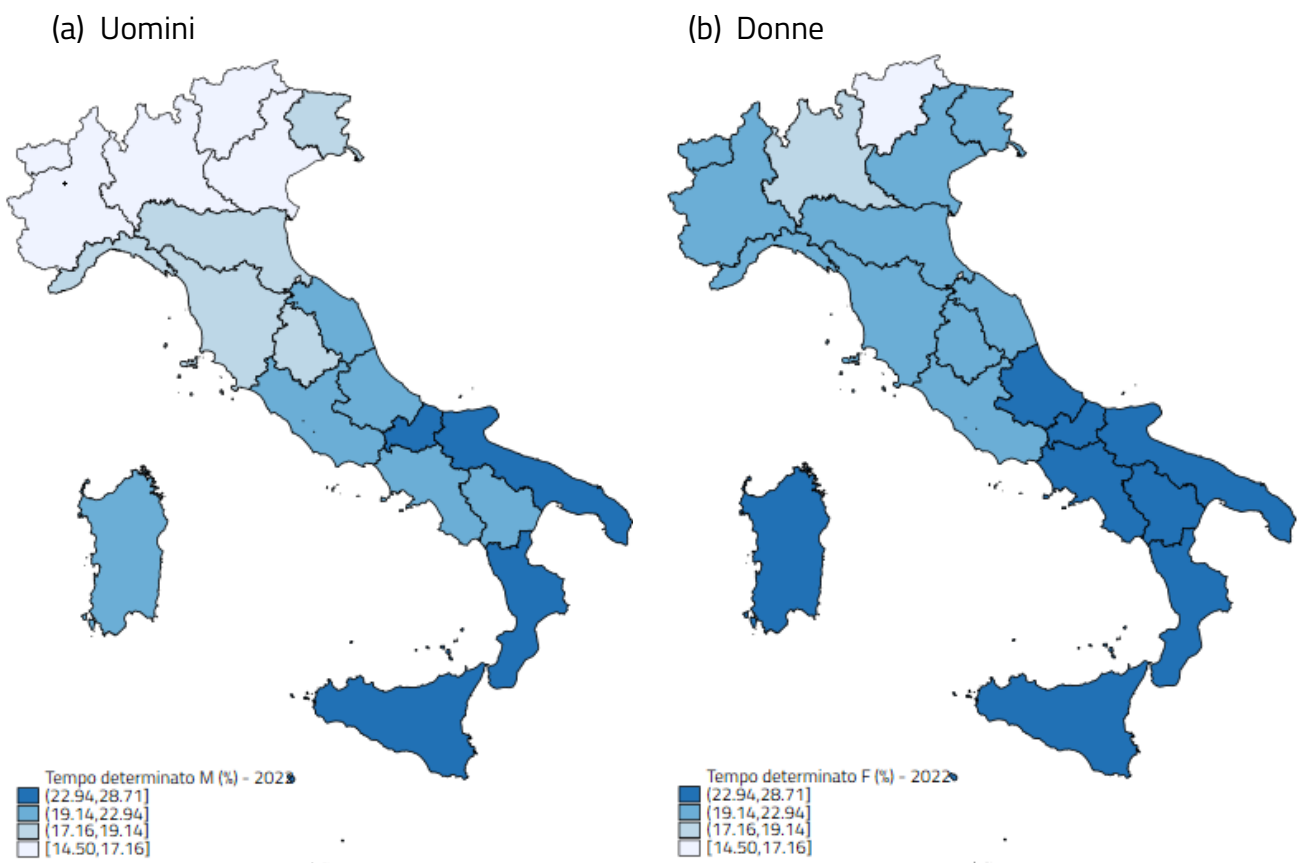 (a) Uomini
(b) Donne
Tempo determinato M (%) - 2022
(22.94,28.71]
(19.14,22.94]
(17.16,19.14]
[14.50,17.16]
Tempo determinato F (%) - 2022
(22.94,28.71]
(19.14,22.94]
(17.16,19.14]
[14.50,17.16]